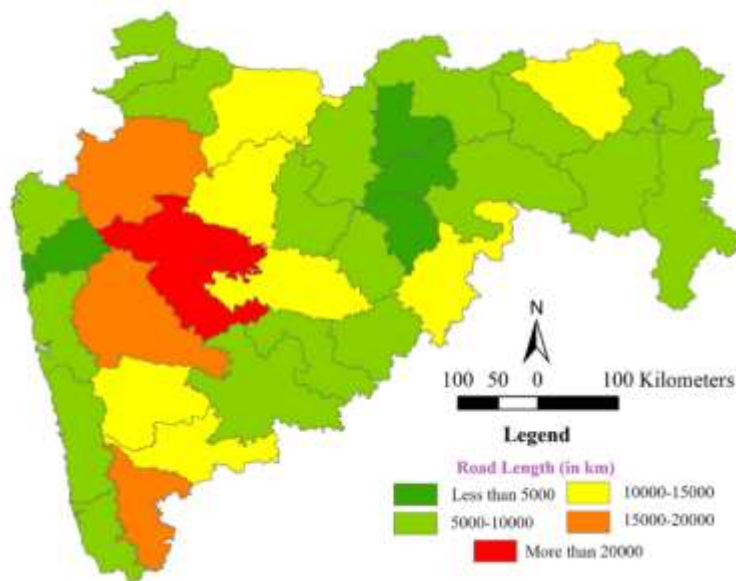 N
100 50 0 100 Kilometers
Legend
Road Length (in km)
Less than 5000 10000-15000
5000-10000 15000-20000
More than 20000